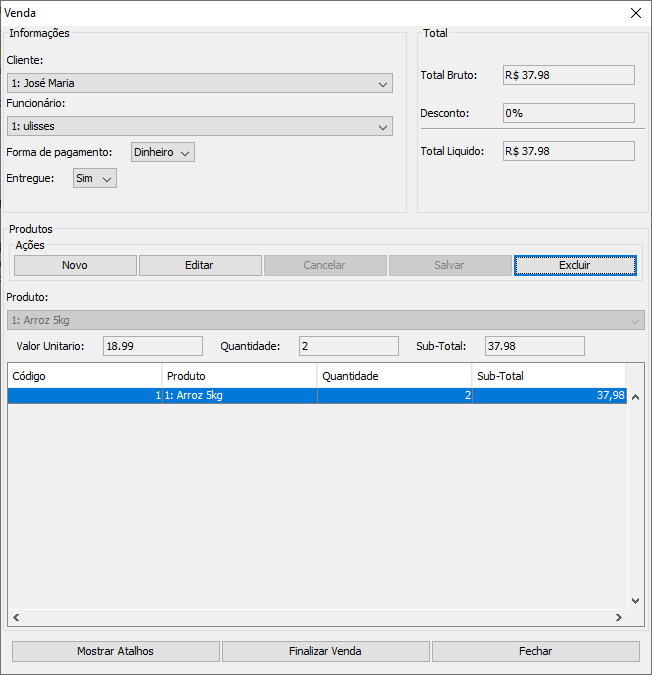 Venda
Informações
Cliente:
1: José Maria
Funcionário:
1: ulisses
Forma de pagamento: Dinheiro
Entregue: Sim
Total
Total Bruto: R$ 37.98
Desconto: 0%
Total Liquido: R$ 37.98
Produtos
Ações
Novo Editar Cancelar Salvar Excluir
Produto:
1: Arroz 5kg
Valor Unitario: 18.99 Quantidade: 2 Sub-Total: 37.98
Código Produto Quantidade Sub-Total
1 1: Arroz 5kg 2 37,98
Mostrar Atalhos Finalizar Venda Fechar